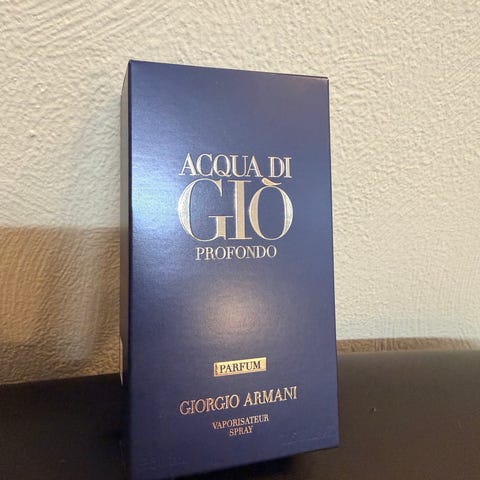 ACQUA DI
GIÒ
PROFONDO
PARFUM
GIORGIO ARMANI
VAPORISATEUR
SPRAY